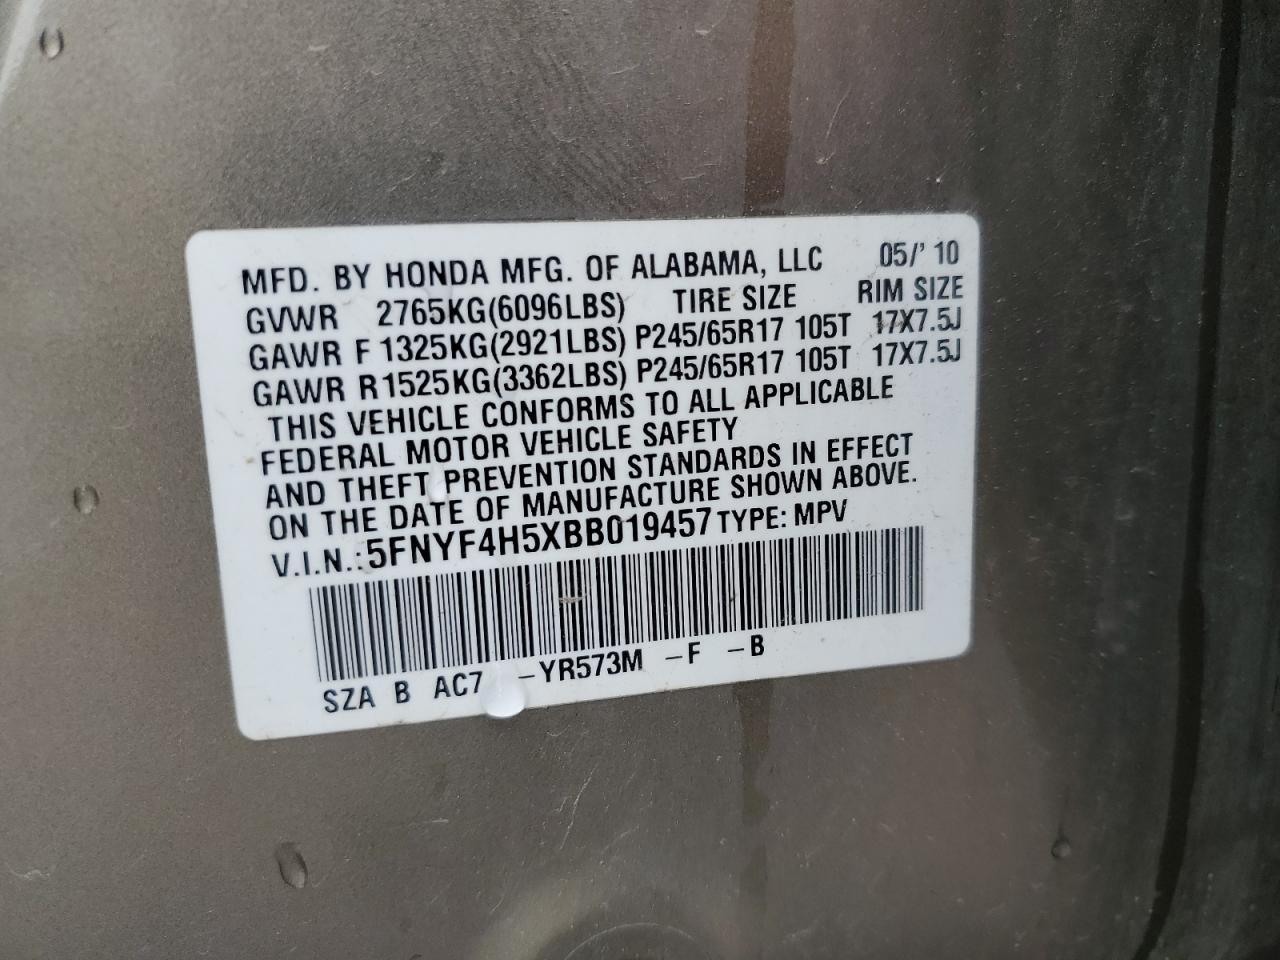 MFD. BY HONDA MFG. OF ALABAMA, LLC 05/' 10
GVWR 2765KG(6096LBS) TIRE SIZE RIM SIZE
GAWR F 1325KG(2921LBS) P245/65R17 105T 17X7.5J
GAWR R 1525KG(3362LBS) P245/65R17 105T 17X7.5J
THIS VEHICLE CONFORMS TO ALL APPLICABLE
FEDERAL MOTOR VEHICLE SAFETY
AND THEFT PREVENTION STANDARDS IN EFFECT
ON THE DATE OF MANUFACTURE SHOWN ABOVE.
V.I.N.: 5FNYF4H5XBB019457 TYPE: MPV
SZA B AC7 -YR573M -F -B